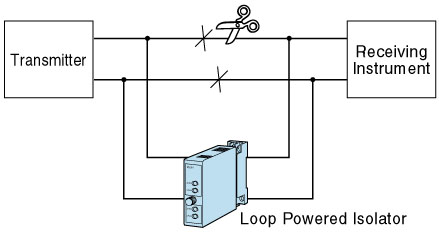 Transmitter
Receiving
Instrument
Loop Powered Isolator